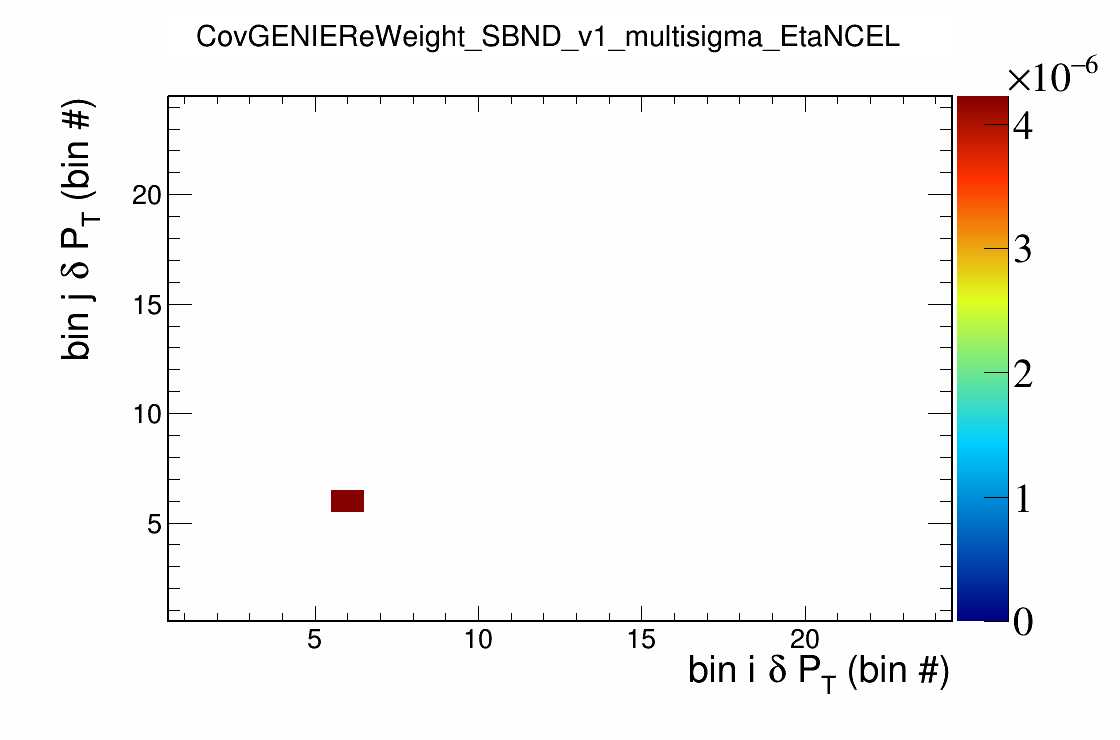 CovGENIEReWeight_SBND_v1_multisigma_EtaNCEL
×10⁻⁶
bin j δ P_T (bin #)
20
15
10
5
4
3
2
1
0
5 10 15 20
bin i δ P_T (bin #)